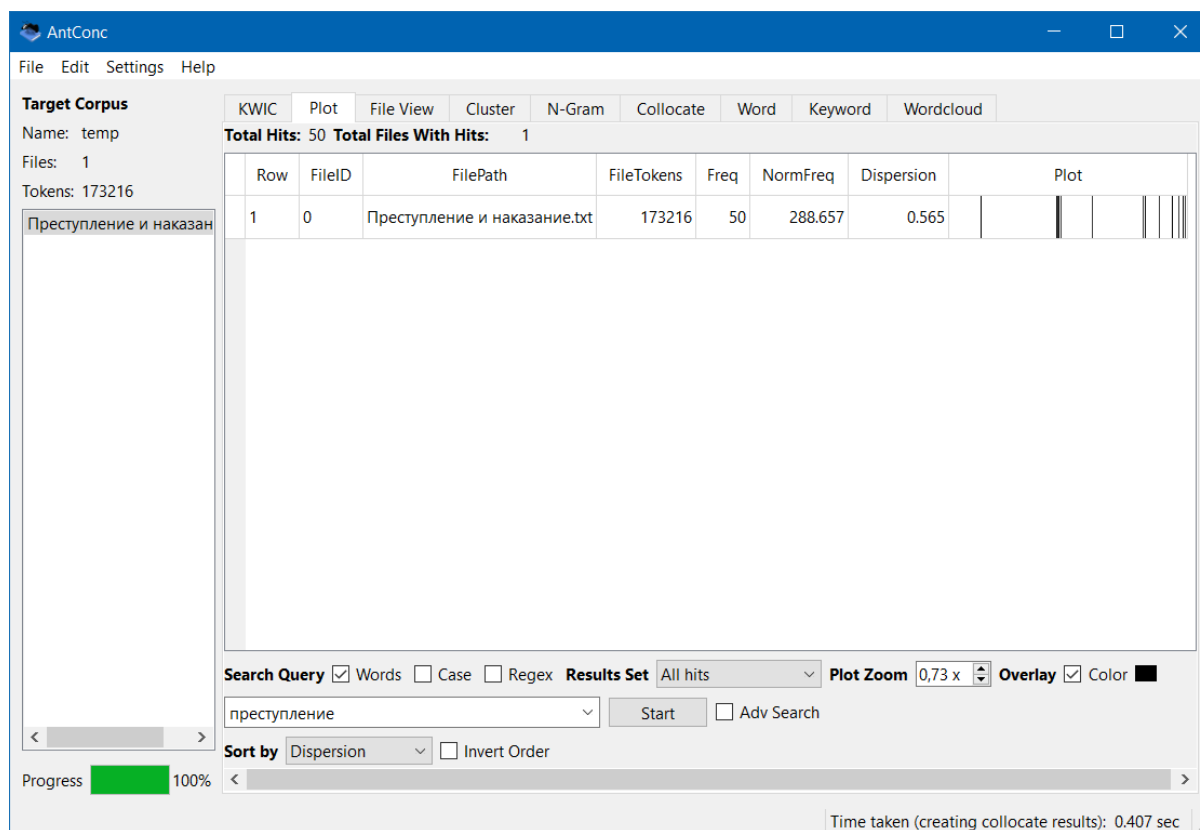 AntConc
File Edit Settings Help
Target Corpus
Name: temp
Files: 1
Tokens: 173216
Преступление и наказан
Progress 100%
KWIC Plot File View Cluster N-Gram Collocate Word Keyword Wordcloud
Total Hits: 50 Total Files With Hits: 1
Row FileID FilePath FileTokens Freq NormFreq Dispersion Plot
1 0 Преступление и наказание.txt 173216 50 288.657 0.565
Search Query Words Case Regex Results Set All hits Plot Zoom 0,73 x Overlay Color
преступление Start Adv Search
Sort by Dispersion Invert Order
Time taken (creating collocate results): 0.407 sec